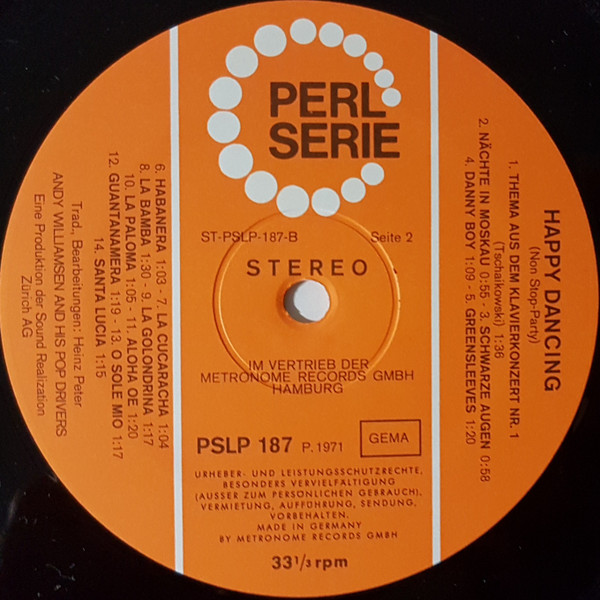 PERL
SERIE
ST-PSLP-187-B
Seite 2
STEREO
IM VERTRIEB DER
METRONOME RECORDS GMBH
HAMBURG
PSLP 187 P. 1971
GEMA
URHEBER- UND LEISTUNGSSCHUTZRECHTE,
BESONDERS VERVIELFÄLTIGUNG
(AUSSER ZUM PERSÖNLICHEN GEBRAUCH),
VERMIETUNG, AUFFÜHRUNG, SENDUNG,
VORBEHALTEN.
MADE IN GERMANY
BY METRONOME RECORDS GMBH
33 1/3 rpm
HAPPY DANCING
(Non Stop-Party)
1. THEMA AUS DEM KLAVIERKONZERT NR. 1
(Tschaikowski) 1:36
2. NÄCHTE IN MOSKAU 0:55 - 3. SCHWARZE AUGEN 0:58
4. DANNY BOY 1:09 - 5. GREENSLEEVES 1:20
6. HABANERA 1:03 - 7. LA CUCARACHA 1:04
8. LA BAMBA 1:30 - 9. LA GOLONDRINA 1:17
10. LA PALOMA 1:05 - 11. ALOHA OE 1:20
12. GUANTANAMERA 1:19 - 13. O SOLE MIO 1:17
14. SANTA LUCIA 1:15
Trad., Bearbeitungen: Heinz Peter
ANDY WILLIAMSEN AND HIS POP DRIVERS
Eine Produktion der Sound Realization
Zürich AG